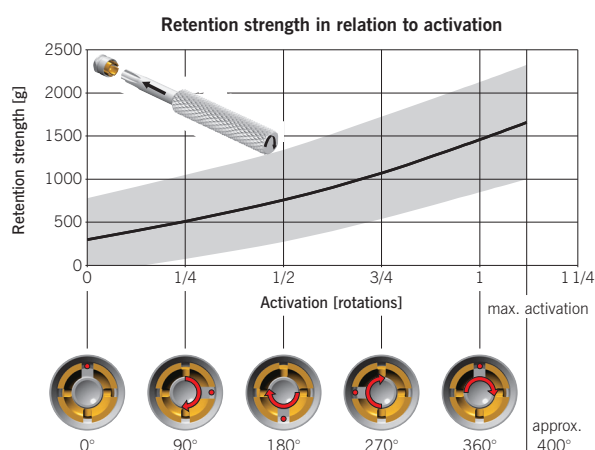 Retention strength in relation to activation
Retention strength [g]
2500
2000
1500
1000
500
0
0 1/4 1/2 3/4 1 1 1/4
Activation [rotations]
max. activation
approx.
0° 90° 180° 270° 360° 400°